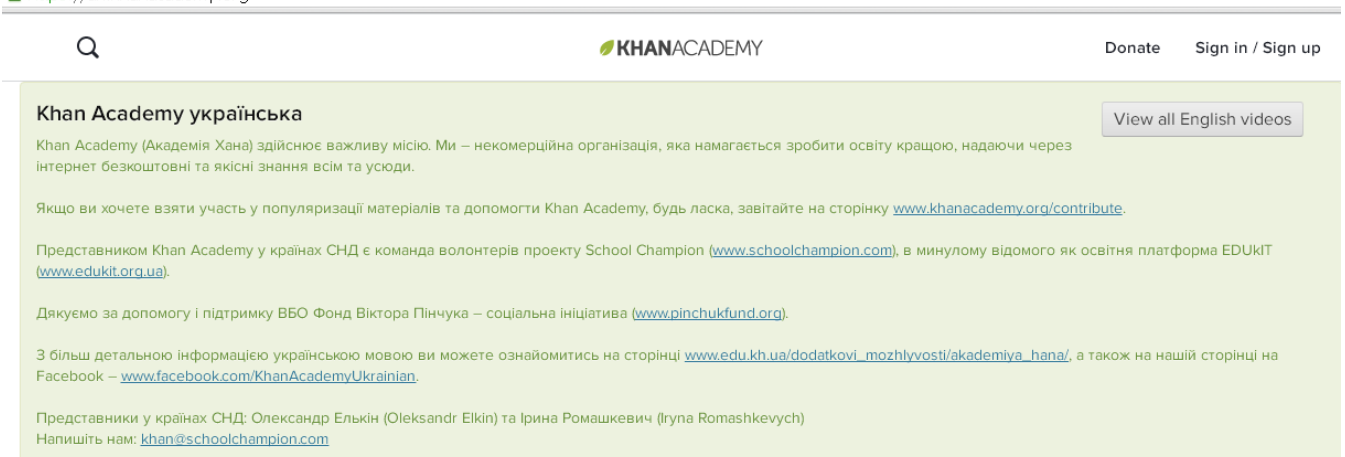 KHANACADEMY
Donate
Sign in / Sign up
Khan Academy українська
View all English videos
Khan Academy (Академія Хана) здійснює важливу місію. Ми – некомерційна організація, яка намагається зробити освіту кращою, надаючи через
інтернет безкоштовні та якісні знання всім та усюди.
Якщо ви хочете взяти участь у популяризації матеріалів та допомогти Khan Academy, будь ласка, завітайте на сторінку www.khanacademy.org/contribute.
Представником Khan Academy у країнах СНД є команда волонтерів проекту School Champion (www.schoolchampion.com), в минулому відомого як освітня платформа EDUkIT
(www.edukit.org.ua).
Дякуємо за допомогу і підтримку ВБО Фонд Віктора Пінчука – соціальна ініціатива (www.pinchukfund.org).
З більш детальною інформацією українською мовою ви можете ознайомитись на сторінці www.edu.kh.ua/dodatkovi_mozhlyvosti/akademiya_hana/, а також на нашій сторінці на
Facebook – www.facebook.com/KhanAcademyUkrainian.
Представники у країнах СНД: Олександр Елькін (Oleksandr Elkin) та Ірина Ромашкевич (Iryna Romashkevych)
Напишіть нам: khan@schoolchampion.com